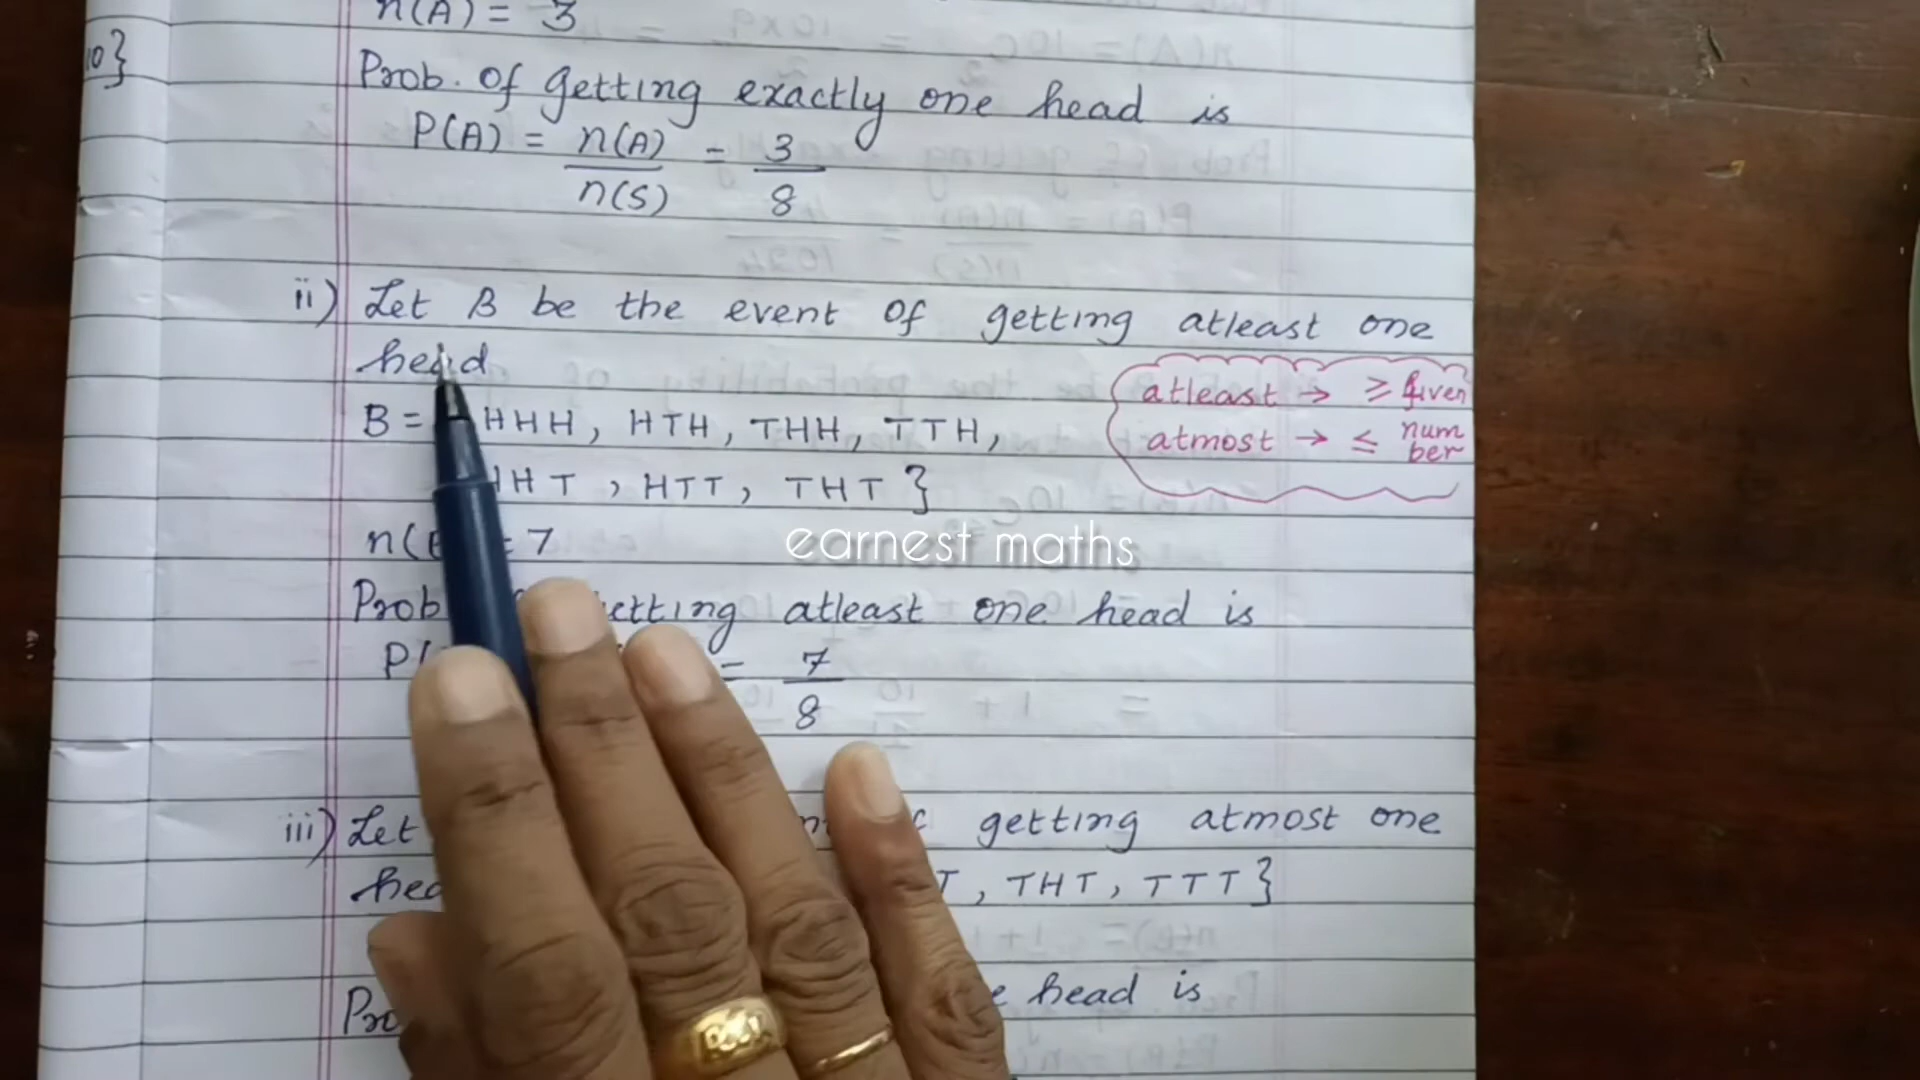 n(A) = 3
10}
Prob. of getting exactly one head is
P(A) = n(A) / n(S) = 3 / 8
ii) Let B be the event of getting atleast one
head
atleast → ≥ given
atmost → ≤ number
B = HHH, HTH, THH, TTH,
HHT, HTT, THT }
n( = 7
earnest maths
Prob getting atleast one head is
P( = 7 / 8
iii) Let getting atmost one
, THT, TTT }
head is